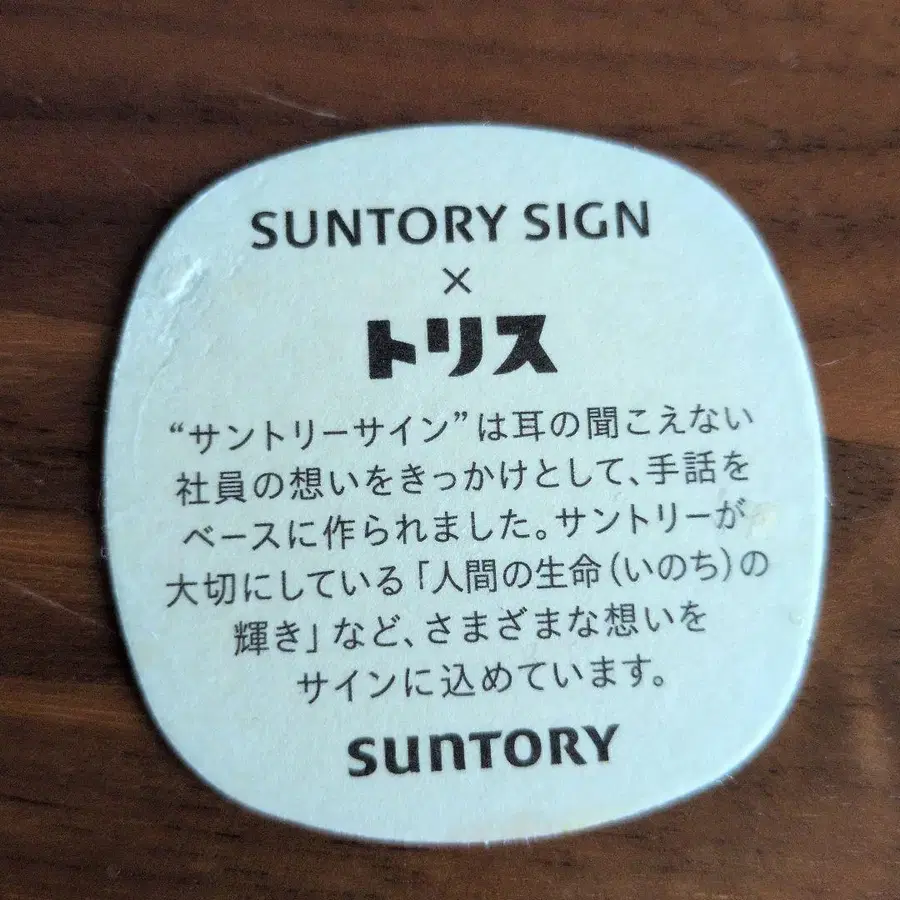 SUNTORY SIGN
×
トリス
“サントリーサイン”は耳の聞こえない
社員の想いをきっかけとして、手話を
ベースに作られました。サントリーが
大切にしている「人間の生命(いのち)の
輝き」など、さまざまな想いを
サインに込めています。
SUNTORY